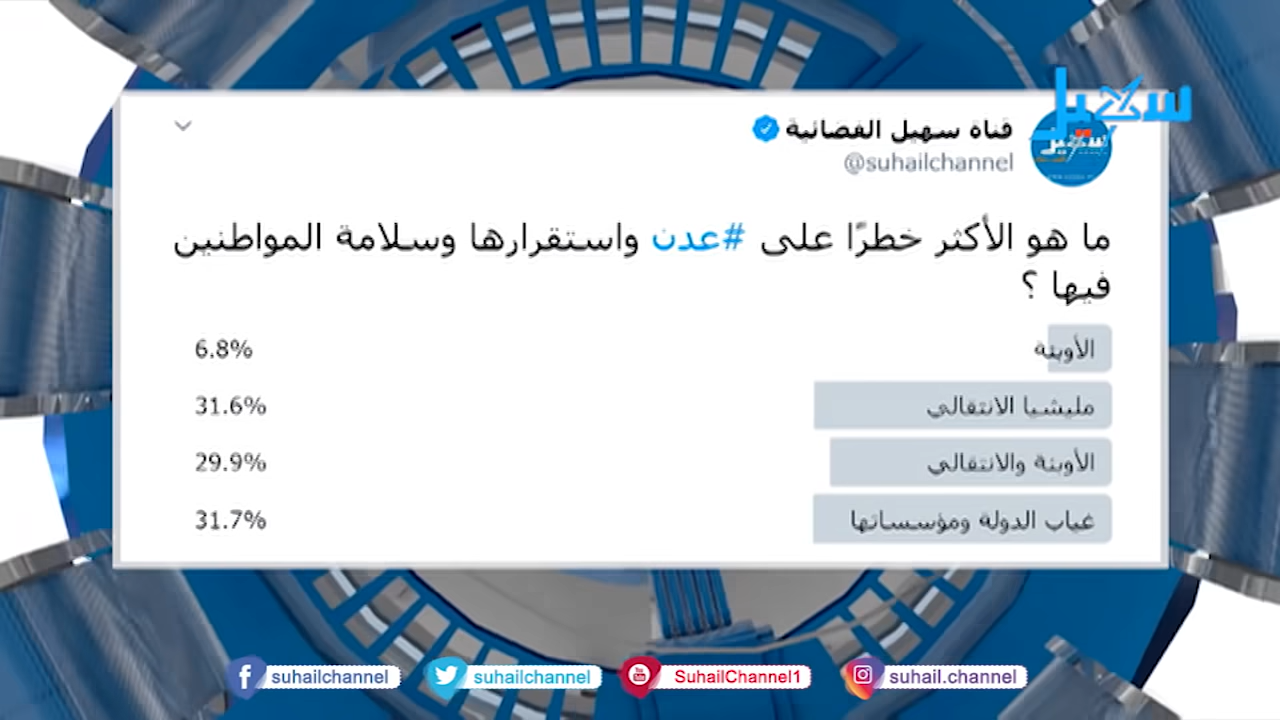 سهيل
قناة سهيل الفضائية
@suhailchannel
ما هو الأكثر خطرًا على #عدن واستقرارها وسلامة المواطنين
فيها ؟
الأوبئة 6.8%
مليشيا الانتقالي 31.6%
الأوبئة والانتقالي 29.9%
غياب الدولة ومؤسساتها 31.7%
suhailchannel
suhailchannel
SuhailChannel1
suhail.channel